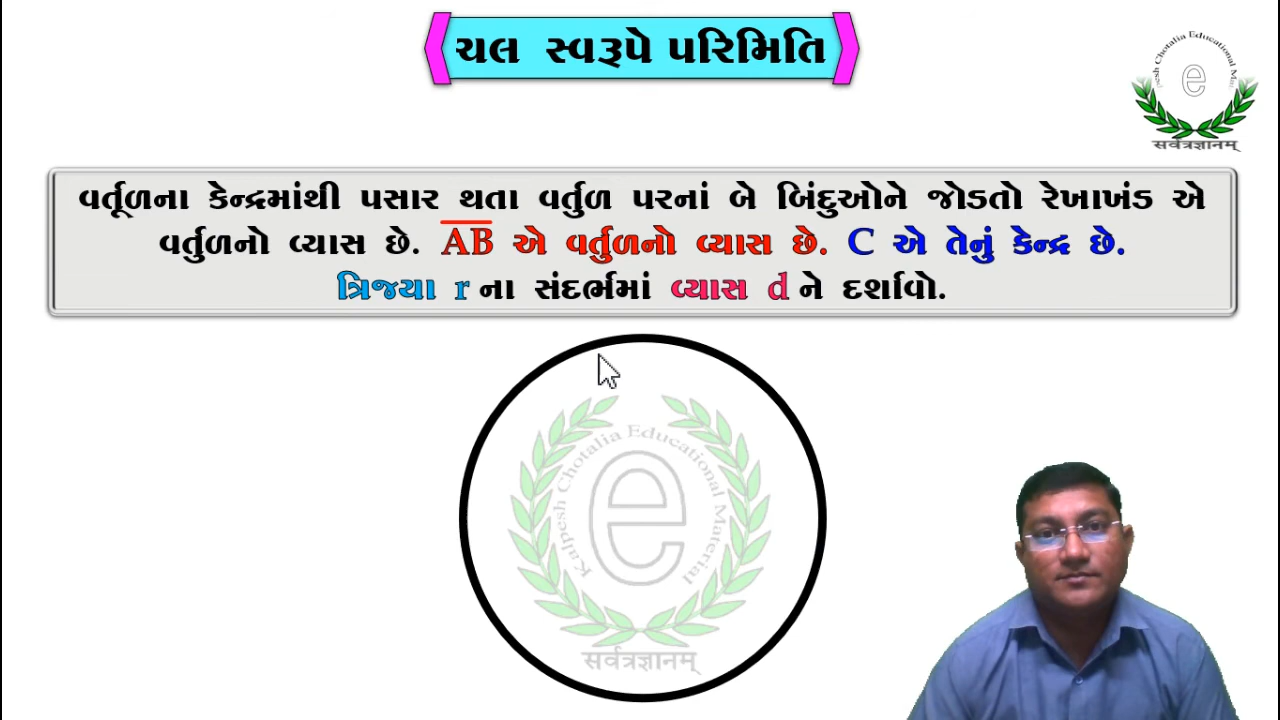 ચલ સ્વરૂપે પરિમિતિ
e
સર્વત્રજ્ઞાનમ્
વર્તૂળના કેન્દ્રમાંથી પસાર થતા વર્તુળ પરનાં બે બિંદુઓને જોડતો રેખાખંડ એ
વર્તુળનો વ્યાસ છે. AB એ વર્તુળનો વ્યાસ છે. C એ તેનું કેન્દ્ર છે.
ત્રિજ્યા r ના સંદર્ભમાં વ્યાસ d ને દર્શાવો.
Kalpesh Chotalia Educational Material
e
સર્વત્રજ્ઞાનમ્